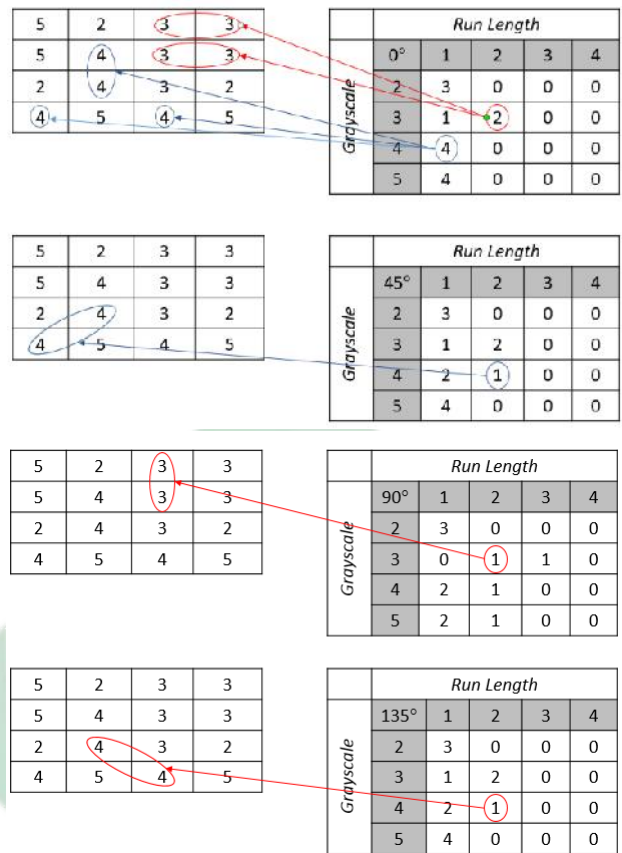 5 2 3 3
5 4 3 3
2 4 3 2
4 5 4 5
Run Length
Grayscale
0° 1 2 3 4
2 3 0 0 0
3 1 2 0 0
4 4 0 0 0
5 4 0 0 0
5 2 3 3
5 4 3 3
2 4 3 2
4 5 4 5
Run Length
Grayscale
45° 1 2 3 4
2 3 0 0 0
3 1 2 0 0
4 2 1 0 0
5 4 0 0 0
5 2 3 3
5 4 3 3
2 4 3 2
4 5 4 5
Run Length
Grayscale
90° 1 2 3 4
2 3 0 0 0
3 0 1 1 0
4 2 1 0 0
5 2 1 0 0
5 2 3 3
5 4 3 3
2 4 3 2
4 5 4 5
Run Length
Grayscale
135° 1 2 3 4
2 3 0 0 0
3 1 2 0 0
4 2 1 0 0
5 4 0 0 0